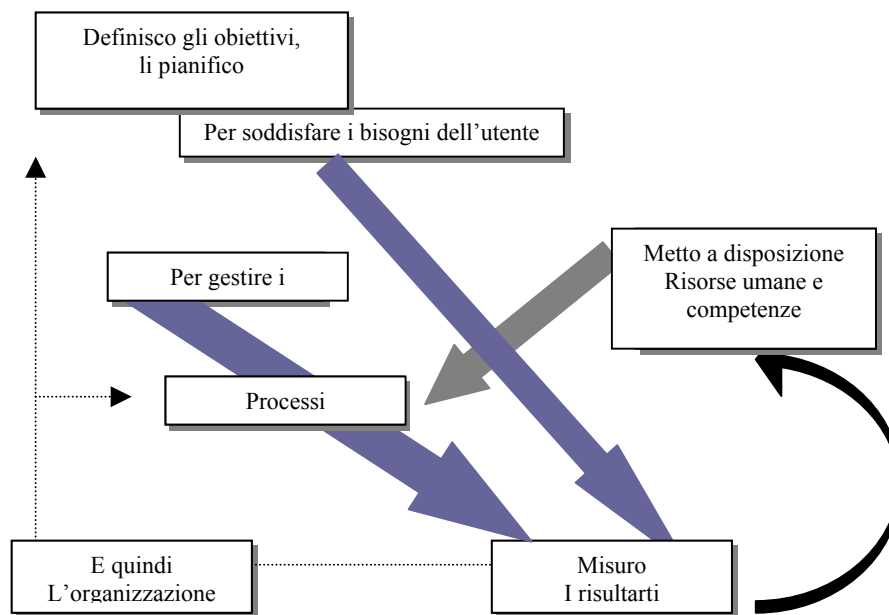 Definisco gli obiettivi,
li pianifico
Per soddisfare i bisogni dell’utente
Metto a disposizione
Risorse umane e
competenze
Per gestire i
Processi
E quindi
L’organizzazione
Misuro
I risultarti